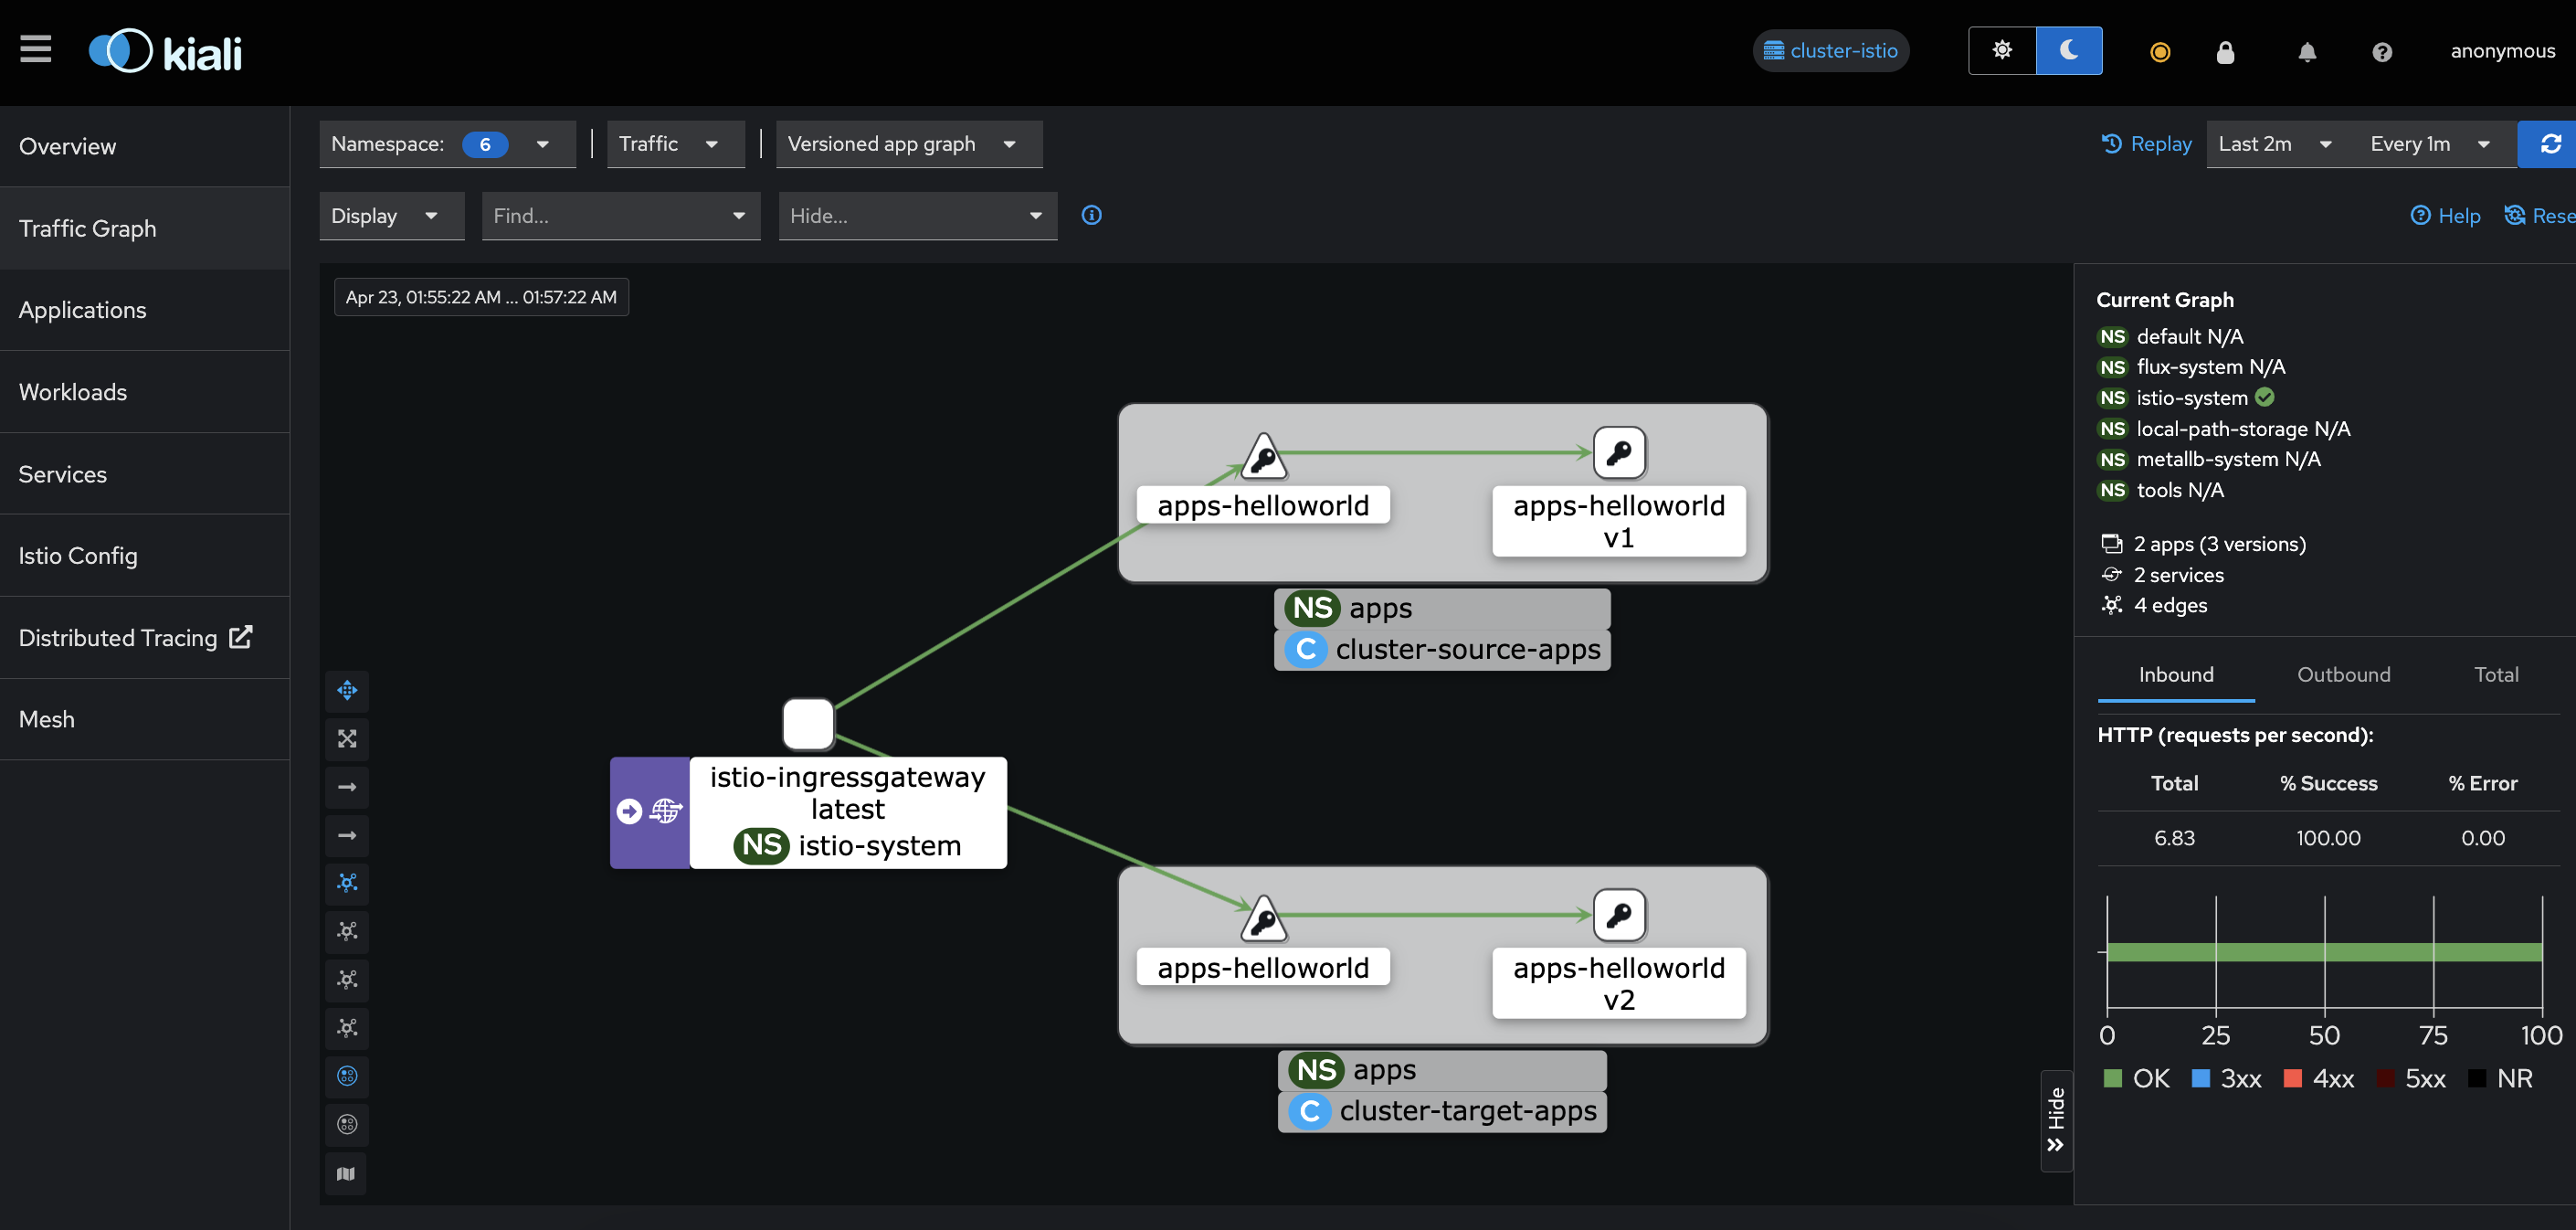 kiali
cluster-istio
anonymous
Overview
Traffic Graph
Applications
Workloads
Services
Istio Config
Distributed Tracing
Mesh
Namespace: 6
Traffic
Versioned app graph
Replay
Last 2m
Every 1m
Display
Find...
Hide...
Help
Rese
Apr 23, 01:55:22 AM ... 01:57:22 AM
apps-helloworld
apps-helloworld
v1
NS apps
C cluster-source-apps
istio-ingressgateway
latest
NS istio-system
apps-helloworld
apps-helloworld
v2
NS apps
C cluster-target-apps
Hide
Current Graph
NS default N/A
NS flux-system N/A
NS istio-system
NS local-path-storage N/A
NS metallb-system N/A
NS tools N/A
2 apps (3 versions)
2 services
4 edges
Inbound Outbound Total
HTTP (requests per second):
Total % Success % Error
6.83 100.00 0.00
0 25 50 75 100
OK 3xx 4xx 5xx NR